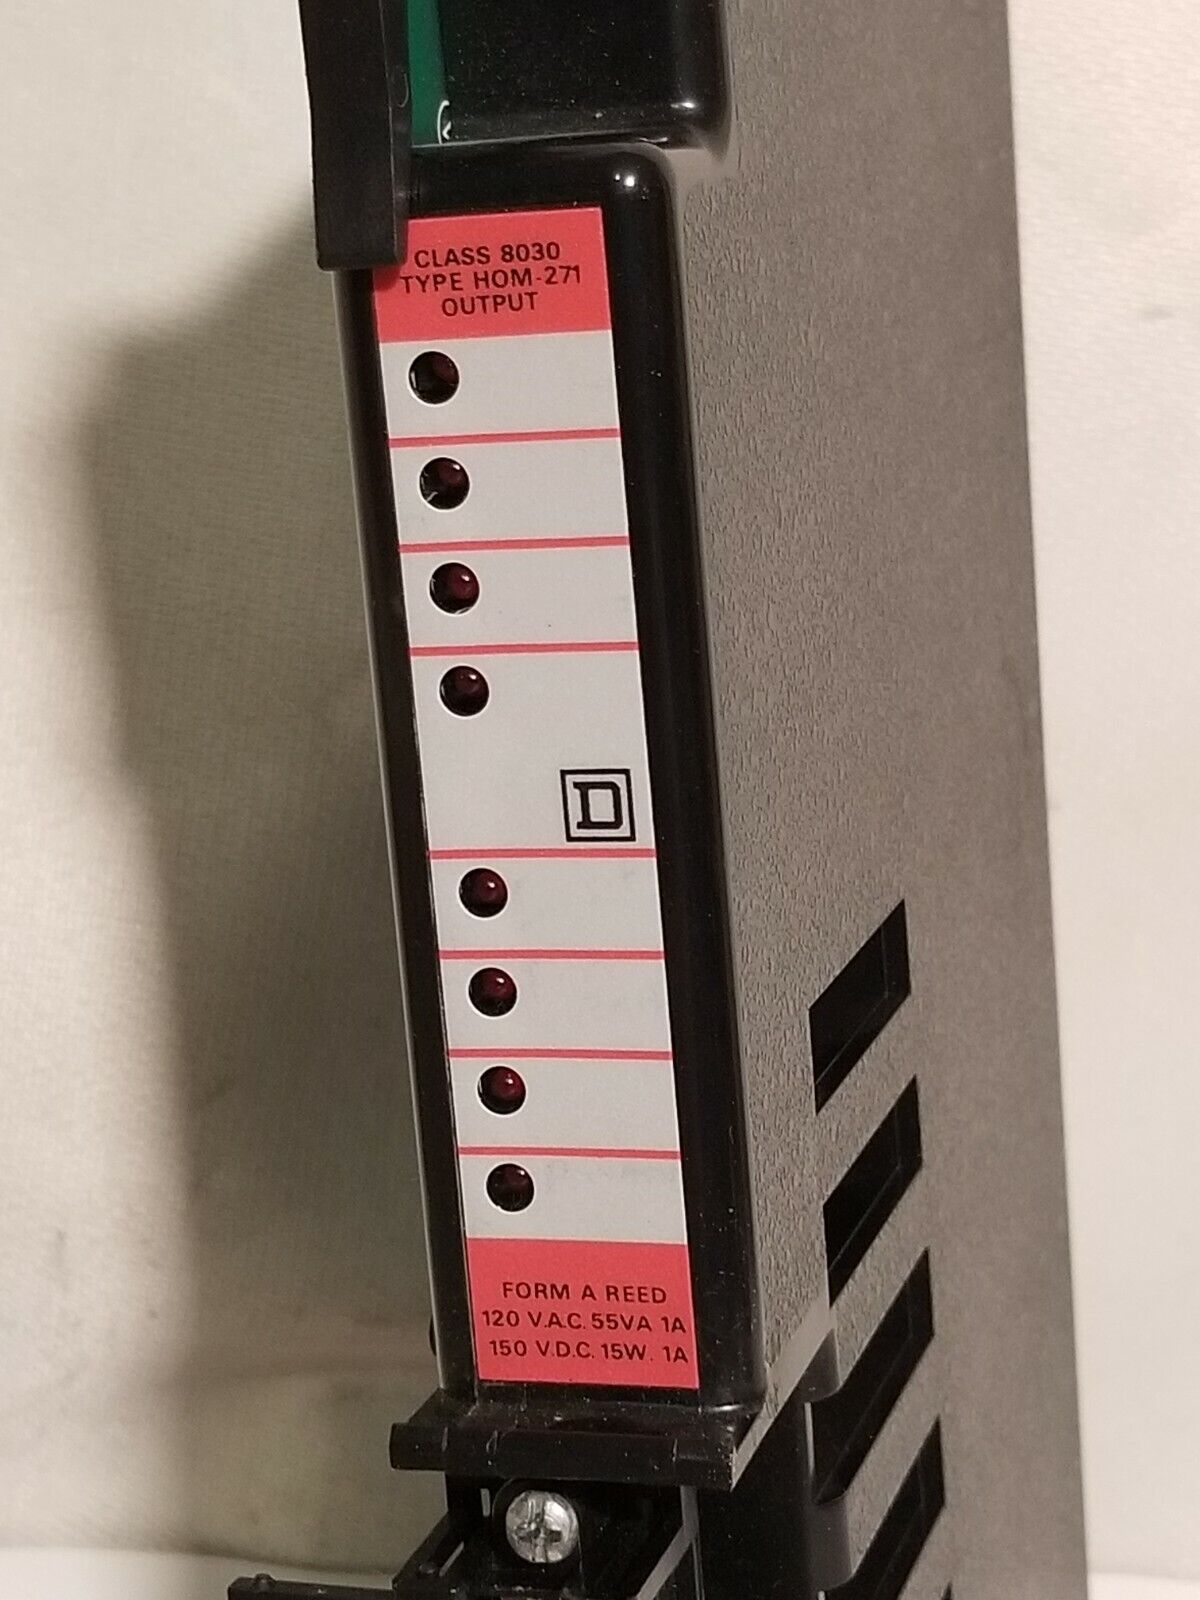 CLASS 8030
TYPE HOM-271
OUTPUT
D
FORM A REED
120 V.A.C. 55VA 1A
150 V.D.C. 15W. 1A